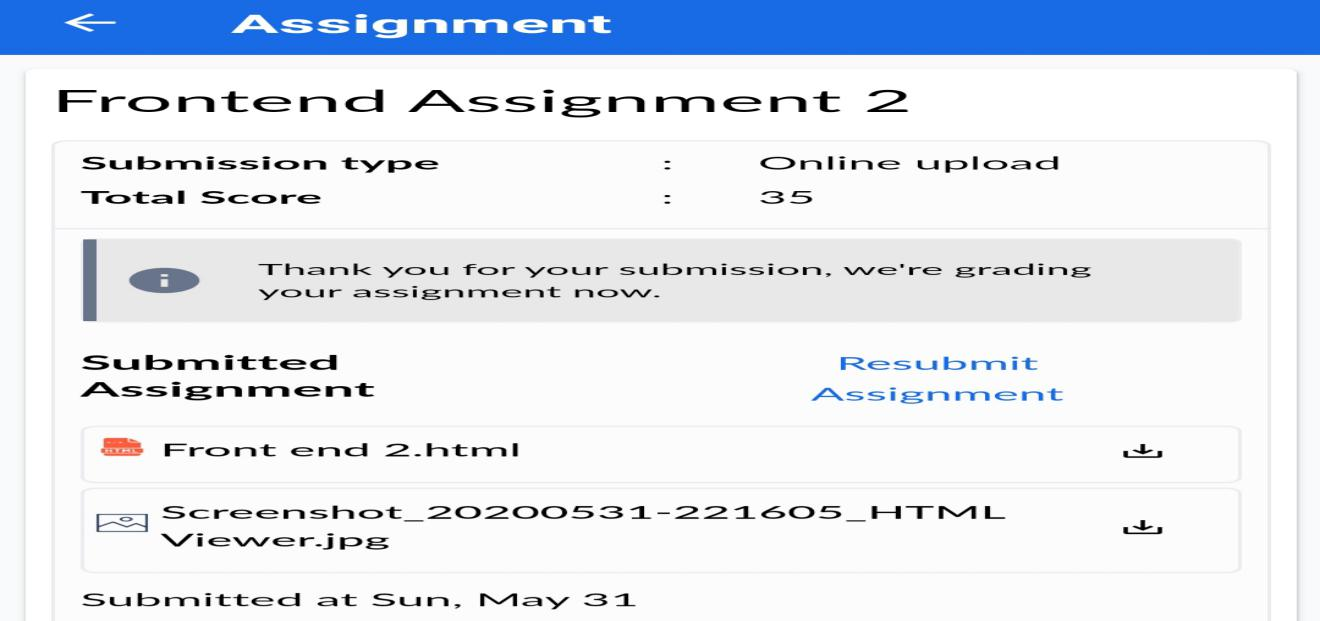 Assignment
Frontend Assignment 2
Submission type : Online upload
Total Score : 35
Thank you for your submission, we're grading
your assignment now.
Submitted
Assignment
Resubmit
Assignment
HTML
Front end 2.html
Screenshot_20200531-221605_HTML
Viewer.jpg
Submitted at Sun, May 31